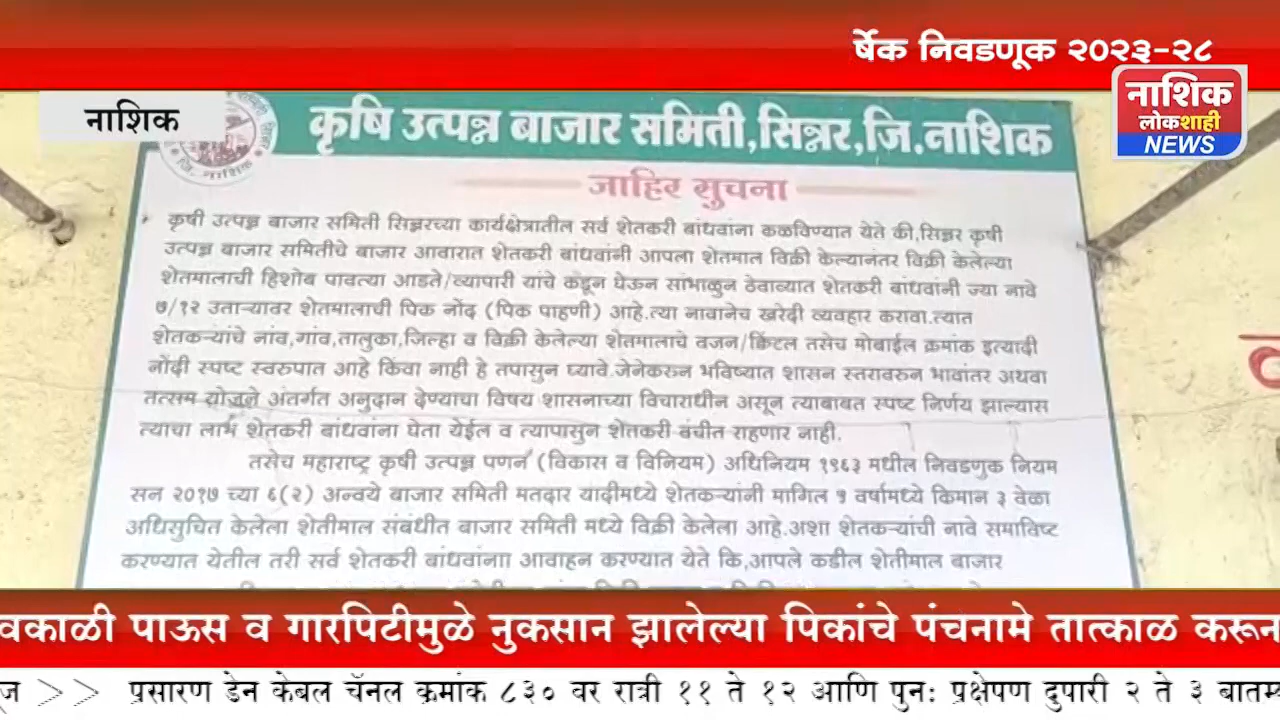 र्षिक निवडणूक २०२३-२८
नाशिक
नाशिक
लोकशाही
NEWS
कृषि उत्पन्न बाजार समिती,सिन्नर,जि.नाशिक
जि. नाशिक
जाहिर सुचना
कृषी उत्पन्न बाजार समिती सिन्नरच्या कार्यक्षेत्रातील सर्व शेतकरी बांधवांना कळविण्यात येते की,सिन्नर कृषी
उत्पन्न बाजार समितीचे बाजार आवारात शेतकरी बांधवांनी आपला शेतमाल विक्री केल्यानंतर विक्री केलेल्या
शेतमालाची हिशोब पावत्या आडते/व्यापारी यांचे कडून घेऊन सांभाळुन ठेवाव्यात शेतकरी बांधवांनी ज्या नावे
७/१२ उताऱ्यावर शेतमालाची पिक नोंद (पिक पाहणी) आहे.त्या नावानेच खरेदी व्यवहार करावा.त्यात
शेतकऱ्यांचे नांव,गांव,तालुका,जिल्हा व विक्री केलेल्या शेतमालाचे वजन/क्विंटल तसेच मोबाईल क्रमांक इत्यादी
नोंदी स्पष्ट स्वरुपात आहे किंवा नाही हे तपासुन घ्यावे.जेनेकरुन भविष्यात शासन स्तरावरुन भावांतर अथवा
तत्सम योजने अंतर्गत अनुदान देण्याचा विषय शासनाच्या विचाराधीन असून त्याबाबत स्पष्ट निर्णय झाल्यास
त्याचा लाभ शेतकरी बांधवांना घेता येईल व त्यापासुन शेतकरी वंचीत राहणार नाही.
तसेच महाराष्ट्र कृषी उत्पन्न पणन (विकास व विनियम) अधिनियम १९६३ मधील निवडणुक नियम
सन २०१७ च्या ६(२) अन्वये बाजार समिती मतदार यादीमध्ये शेतकऱ्यांनी मागिल ५ वर्षामध्ये किमान ३ वेळा
अधिसुचित केलेला शेतीमाल संबंधीत बाजार समिती मध्ये विक्री केलेला आहे.अशा शेतकऱ्यांची नावे समाविष्ट
करण्यात येतील तरी सर्व शेतकरी बांधवांनाा आवाहन करण्यात येते कि,आपले कडील शेतीमाल बाजार
वकाळी पाऊस व गारपिटीमुळे नुकसान झालेल्या पिकांचे पंचनामे तात्काळ करून
ज >> प्रसारण डेन केबल चॅनल क्रमांक ८३० वर रात्री ११ ते १२ आणि पुनः प्रक्षेपण दुपारी २ ते ३ बातम्